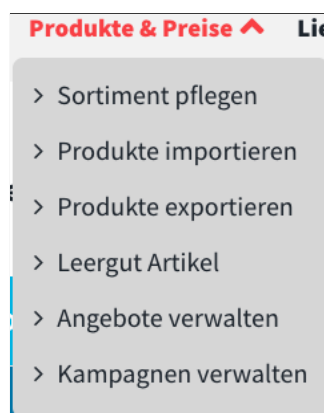 Produkte & Preise
Sortiment pflegen
Produkte importieren
Produkte exportieren
Leergut Artikel
Angebote verwalten
Kampagnen verwalten